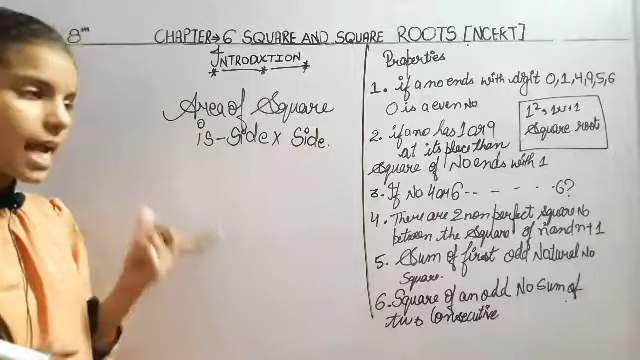 8th
CHAPTER→6 SQUARE AND SQUARE ROOTS [NCERT]
INTRODUCTION
Area of Square
is - Side x Side.
Properties
1. if a no ends with digit 0,1,4,9,5,6
0 is a even No
1², 1x1=1
Square root
2. if a no has 1 or 9
at its place than
Square of 1 No ends with 1
3. If No 4 or 6 -- - - - - 6?
4. There are 2 non perfect square No
between the square of n and n+1
5. Sum of first odd Natural No
Square.
6. Square of an odd No Sum of
two Consecutive